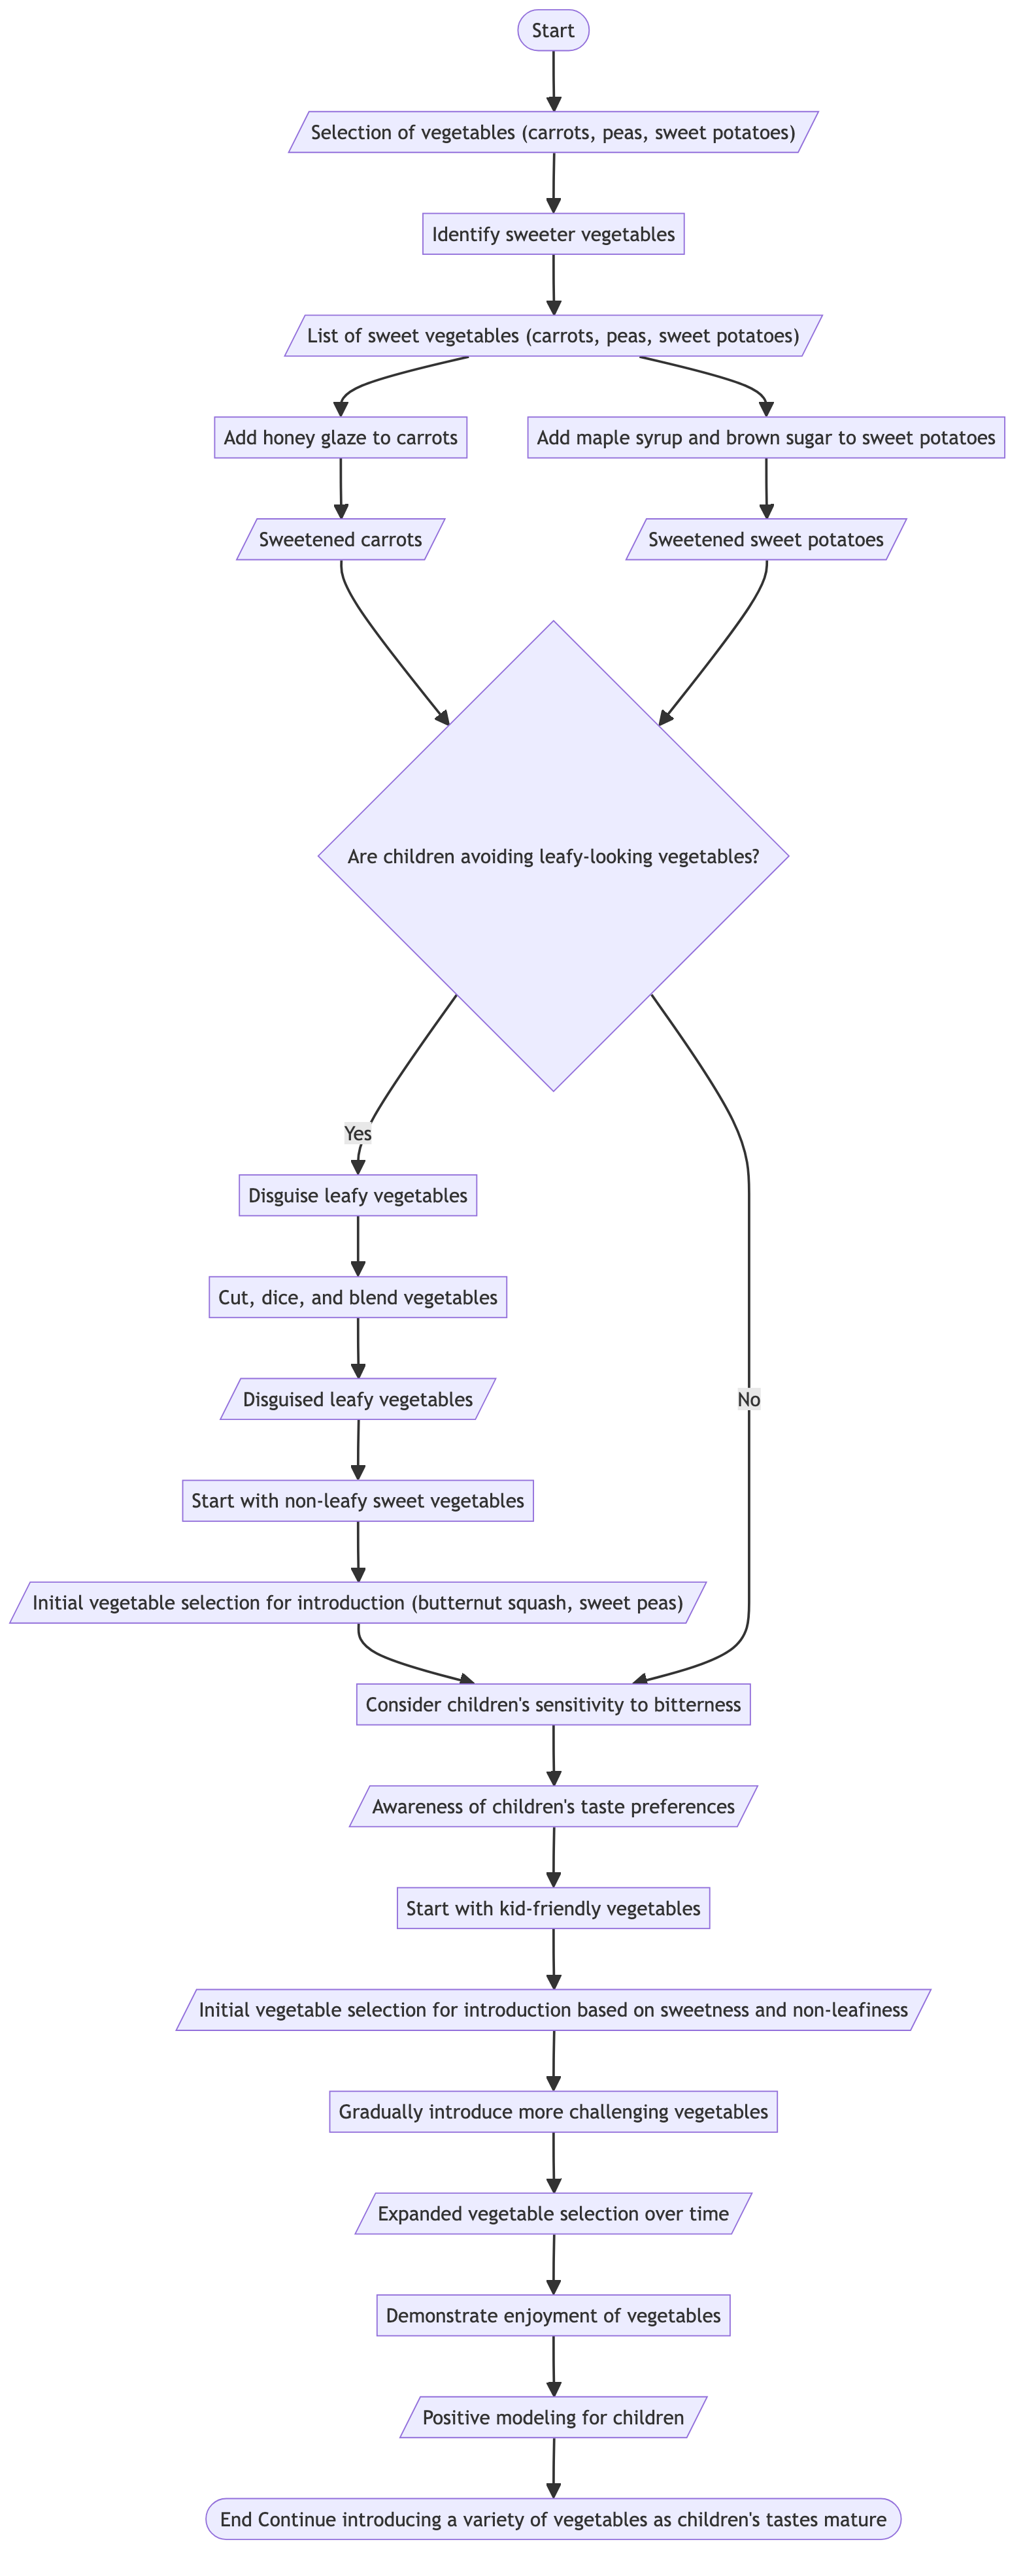 Start
Selection of vegetables (carrots, peas, sweet potatoes)
Identify sweeter vegetables
List of sweet vegetables (carrots, peas, sweet potatoes)
Add honey glaze to carrots
Add maple syrup and brown sugar to sweet potatoes
Sweetened carrots
Sweetened sweet potatoes
Are children avoiding leafy-looking vegetables?
Yes
Disguise leafy vegetables
Cut, dice, and blend vegetables
Disguised leafy vegetables
No
Start with non-leafy sweet vegetables
Initial vegetable selection for introduction (butternut squash, sweet peas)
Consider children's sensitivity to bitterness
Awareness of children's taste preferences
Start with kid-friendly vegetables
Initial vegetable selection for introduction based on sweetness and non-leafiness
Gradually introduce more challenging vegetables
Expanded vegetable selection over time
Demonstrate enjoyment of vegetables
Positive modeling for children
End Continue introducing a variety of vegetables as children's tastes mature